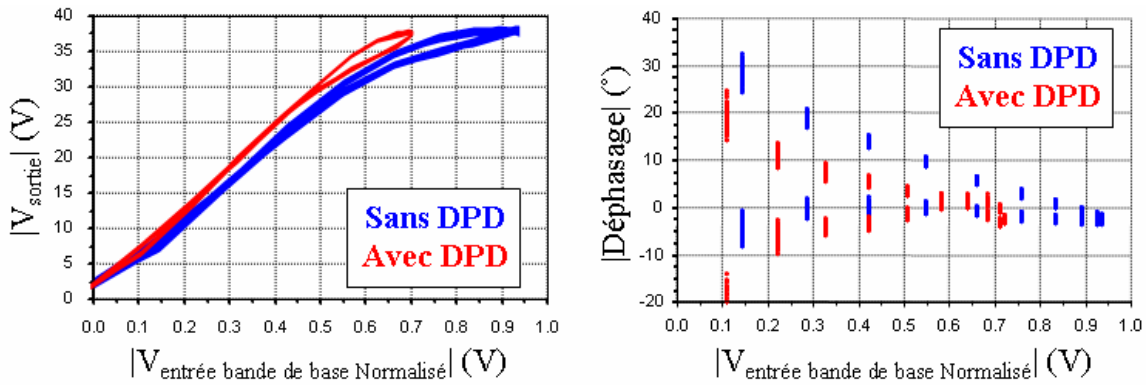 |V_sortie| (V)
40
35
30
25
20
15
10
5
0
Sans DPD
Avec DPD
0.0 0.1 0.2 0.3 0.4 0.5 0.6 0.7 0.8 0.9 1.0
|V_entrée bande de base Normalisé| (V)
|Déphasage| (°)
40
30
20
10
0
-10
-20
Sans DPD
Avec DPD
0.0 0.1 0.2 0.3 0.4 0.5 0.6 0.7 0.8 0.9 1.0
|V_entrée bande de base Normalisé| (V)